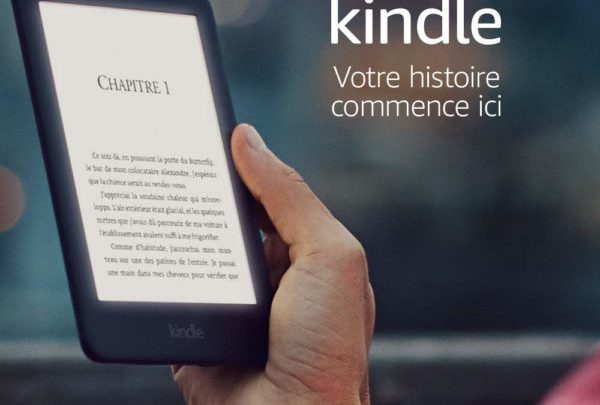 kindle
Votre histoire
commence ici
CHAPITRE 1
Ce soir-là, en poussant la porte du Butterfly,
le bar de mon colocataire Alexandre, j'espérais
que la chance serait au rendez-vous.
J'appréciai la soudaine chaleur qui m'enve-
loppa. L'air extérieur était glacial, et les quelques
mètres que j'avais dû parcourir de ma voiture à
l'établissement avaient suffi à me frigorifier.
Comme d'habitude, j'accrochai mon man-
teau sur une des patères de l'entrée. Je passai
une main dans mes cheveux pour vérifier que
kindle